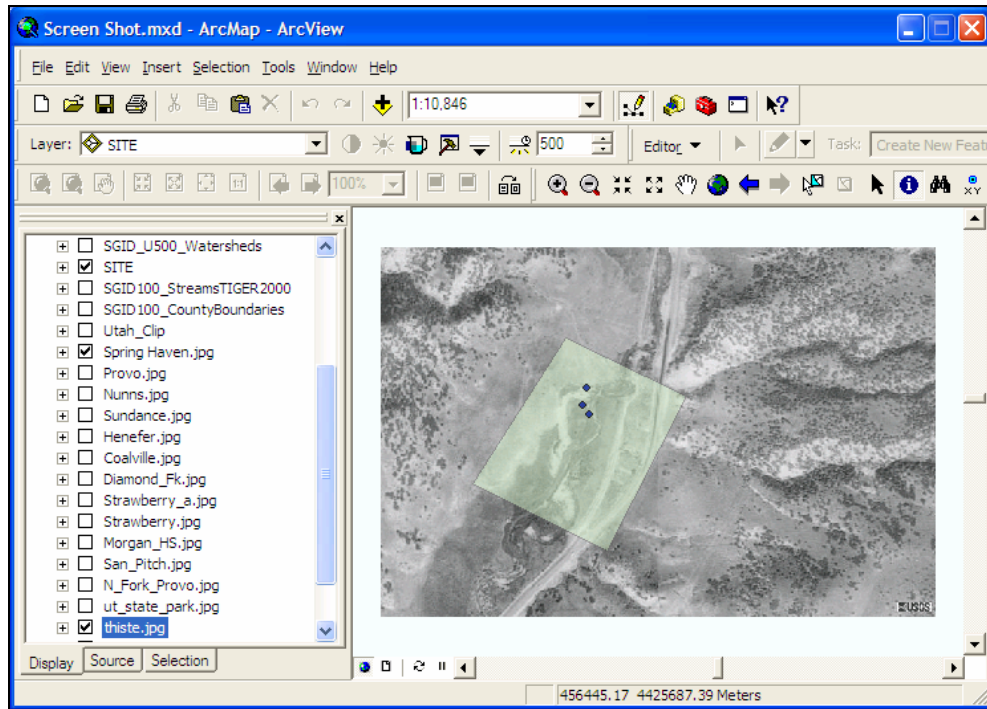 Screen Shot.mxd - ArcMap - ArcView
File Edit View Insert Selection Tools Window Help
1:10,846
Layer: SITE 500 Editor Task: Create New Feat
1:1 100% XY
SGID_U500_Watersheds
SITE
SGID100_StreamsTIGER2000
SGID100_CountyBoundaries
Utah_Clip
Spring Haven.jpg
Provo.jpg
Nunns.jpg
Sundance.jpg
Henefer.jpg
Coalville.jpg
Diamond_Fk.jpg
Strawberry_a.jpg
Strawberry.jpg
Morgan_HS.jpg
San_Pitch.jpg
N_Fork_Provo.jpg
ut_state_park.jpg
thiste.jpg
USGS
Display Source Selection
456445.17 4425687.39 Meters